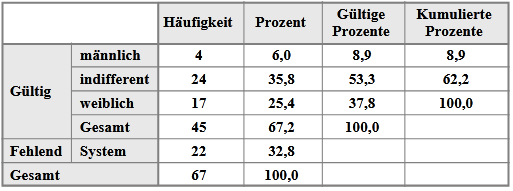 Häufigkeit Prozent Gültige Prozente Kumulierte Prozente
Gültig männlich 4 6,0 8,9 8,9
indifferent 24 35,8 53,3 62,2
weiblich 17 25,4 37,8 100,0
Gesamt 45 67,2 100,0
Fehlend System 22 32,8
Gesamt 67 100,0